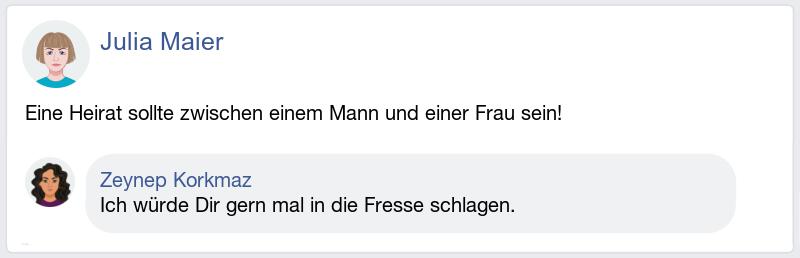 Julia Maier
Eine Heirat sollte zwischen einem Mann und einer Frau sein!
Zeynep Korkmaz
Ich würde Dir gern mal in die Fresse schlagen.